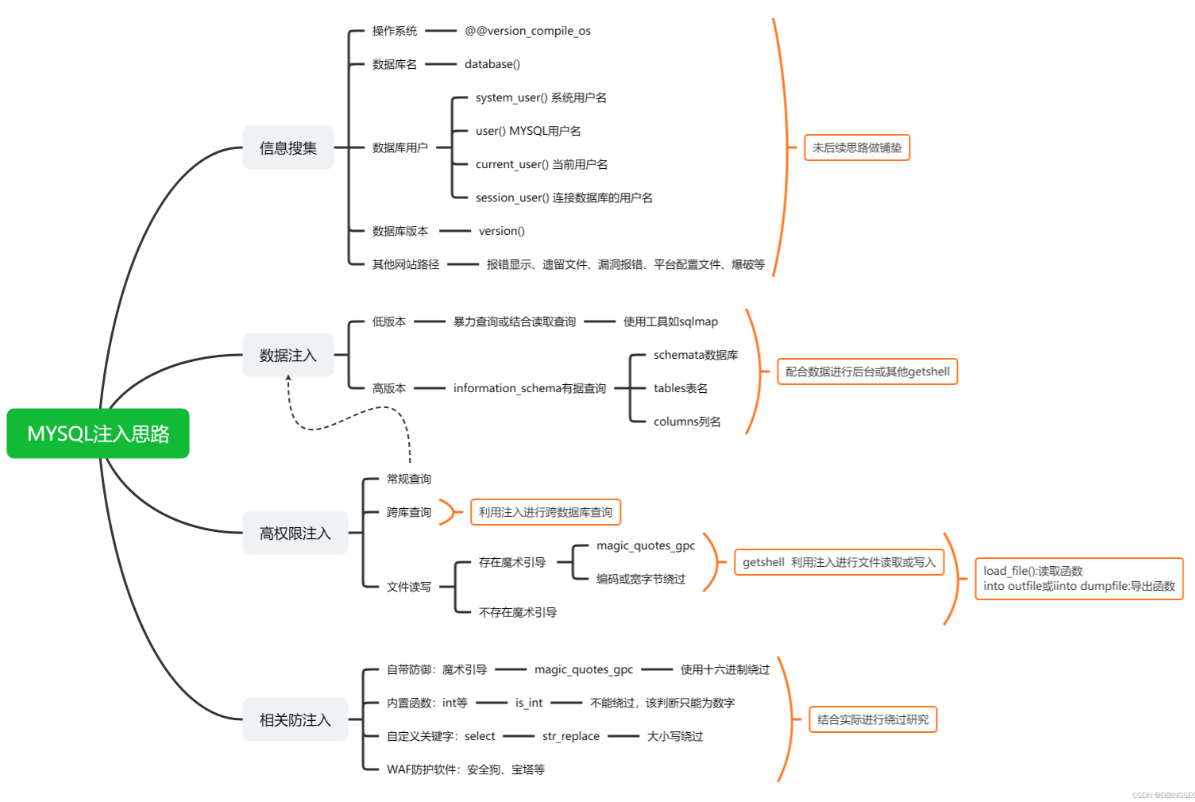 MYSQL注入思路
信息搜集
操作系统
@@version_compile_os
数据库名
database()
数据库用户
system_user() 系统用户名
user() MYSQL用户名
current_user() 当前用户名
session_user() 连接数据库的用户名
数据库版本
version()
其他网站路径
报错显示、遗留文件、漏洞报错、平台配置文件、爆破等
未后续思路做铺垫
数据注入
低版本
暴力查询或结合读取查询
使用工具如sqlmap
高版本
information_schema有据查询
schemata数据库
tables表名
columns列名
配合数据进行后台或其他getshell
高权限注入
常规查询
跨库查询
利用注入进行跨数据库查询
文件读写
存在魔术引导
magic_quotes_gpc
编码或宽字节绕过
不存在魔术引导
getshell 利用注入进行文件读取或写入
load_file():读取函数
into outfile或iinto dumpfile:导出函数
相关防注入
自带防御：魔术引导
magic_quotes_gpc
使用十六进制绕过
内置函数：int等
is_int
不能绕过，该判断只能为数字
自定义关键字：select
str_replace
大小写绕过
WAF防护软件：安全狗、宝塔等
结合实际进行绕过研究
CSDN @DBINGSEC